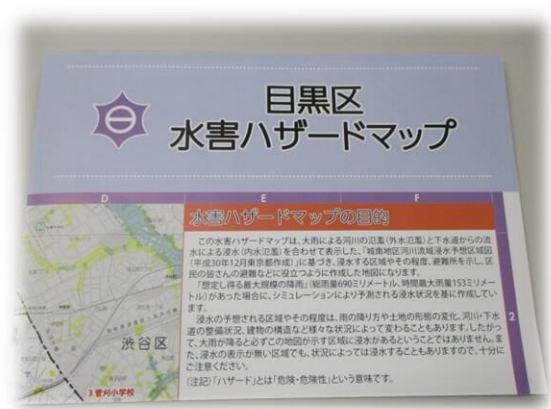 目黒区
水害ハザードマップ
D E F
水害ハザードマップの目的
この水害ハザードマップは、大雨による河川の氾濫(外水氾濫)と下水道からの流
水による浸水(内水氾濫)を合わせて表示した、「城南地区河川流域浸水予想区域図
(平成30年12月東京都作成)」に基づき、浸水する区域やその程度、避難所を示し、区
民の皆さんの避難などに役立つように作成した地図になります。
「想定し得る最大規模の降雨」(総雨量690ミリメートル、時間最大雨量153ミリメー
トル)があった場合に、シミュレーションにより予測される浸水状況を基に作成してい
ます。
浸水の予想される区域やその程度は、雨の降り方や土地の形態の変化、河川・下水
道の整備状況、建物の構造など様々な状況によって変わることもあります。したがっ
て、大雨が降ると必ずこの地図が示す区域に浸水があるということではありません。ま
た、浸水の表示が無い区域でも、状況によっては浸水することもありますので、十分に
ご注意ください。
(注記)「ハザード」とは「危険・危険性」という意味です。
2
渋谷区
3 菅刈小学校